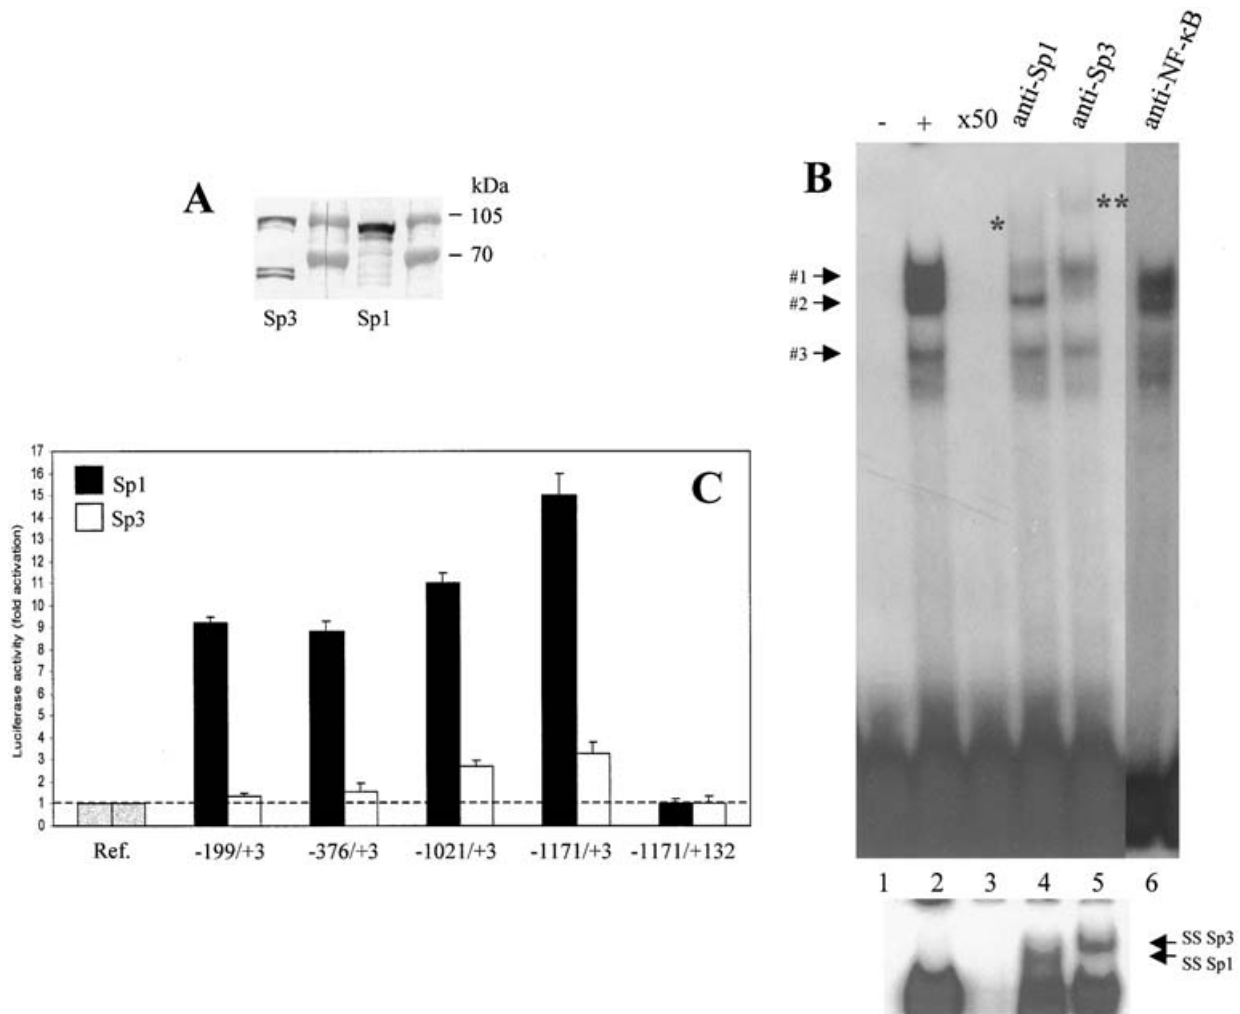 A
kDa
105
70
Sp3 Sp1
B
- + x50 anti-Sp1 anti-Sp3 anti-NF-κB
* **
#1
#2
#3
1 2 3 4 5 6
SS Sp3
SS Sp1
C
Sp1
Sp3
Luciferase activity (fold activation)
17
16
15
14
13
12
11
10
9
8
7
6
5
4
3
2
1
0
Ref. -199/+3 -376/+3 -1021/+3 -1171/+3 -1171/+132